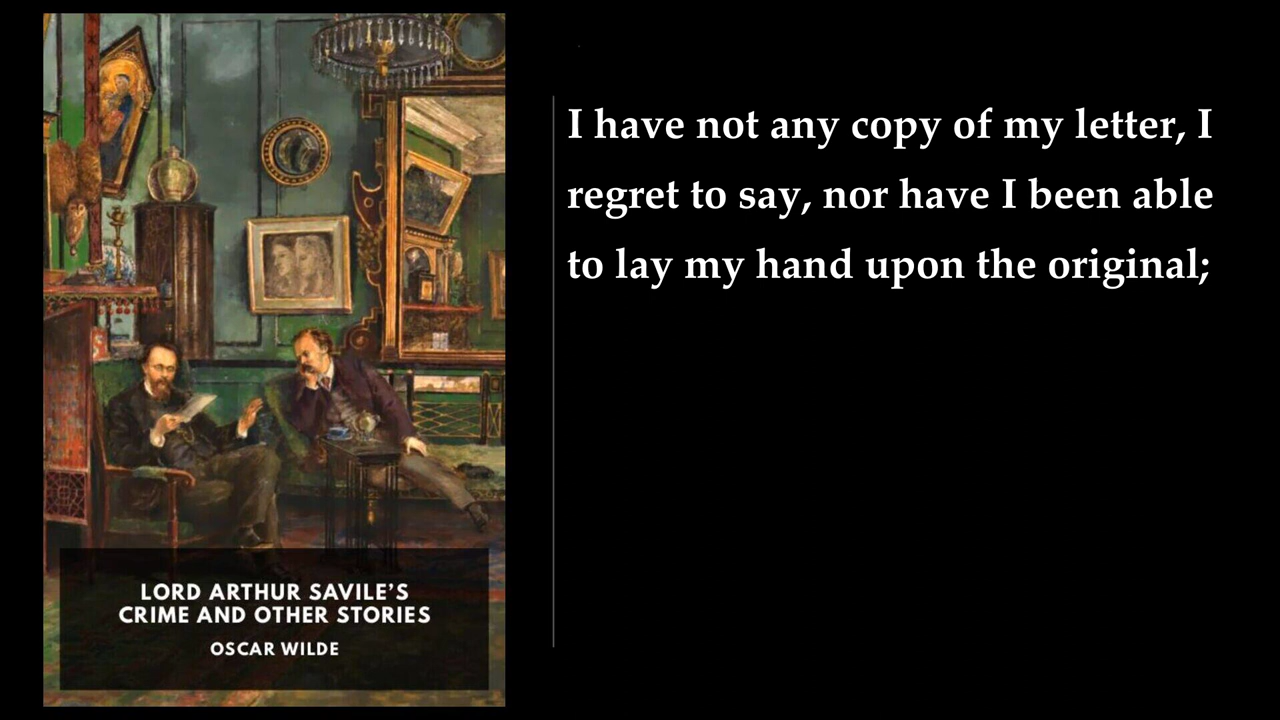 LORD ARTHUR SAVILE’S
CRIME AND OTHER STORIES
OSCAR WILDE
I have not any copy of my letter, I
regret to say, nor have I been able
to lay my hand upon the original;